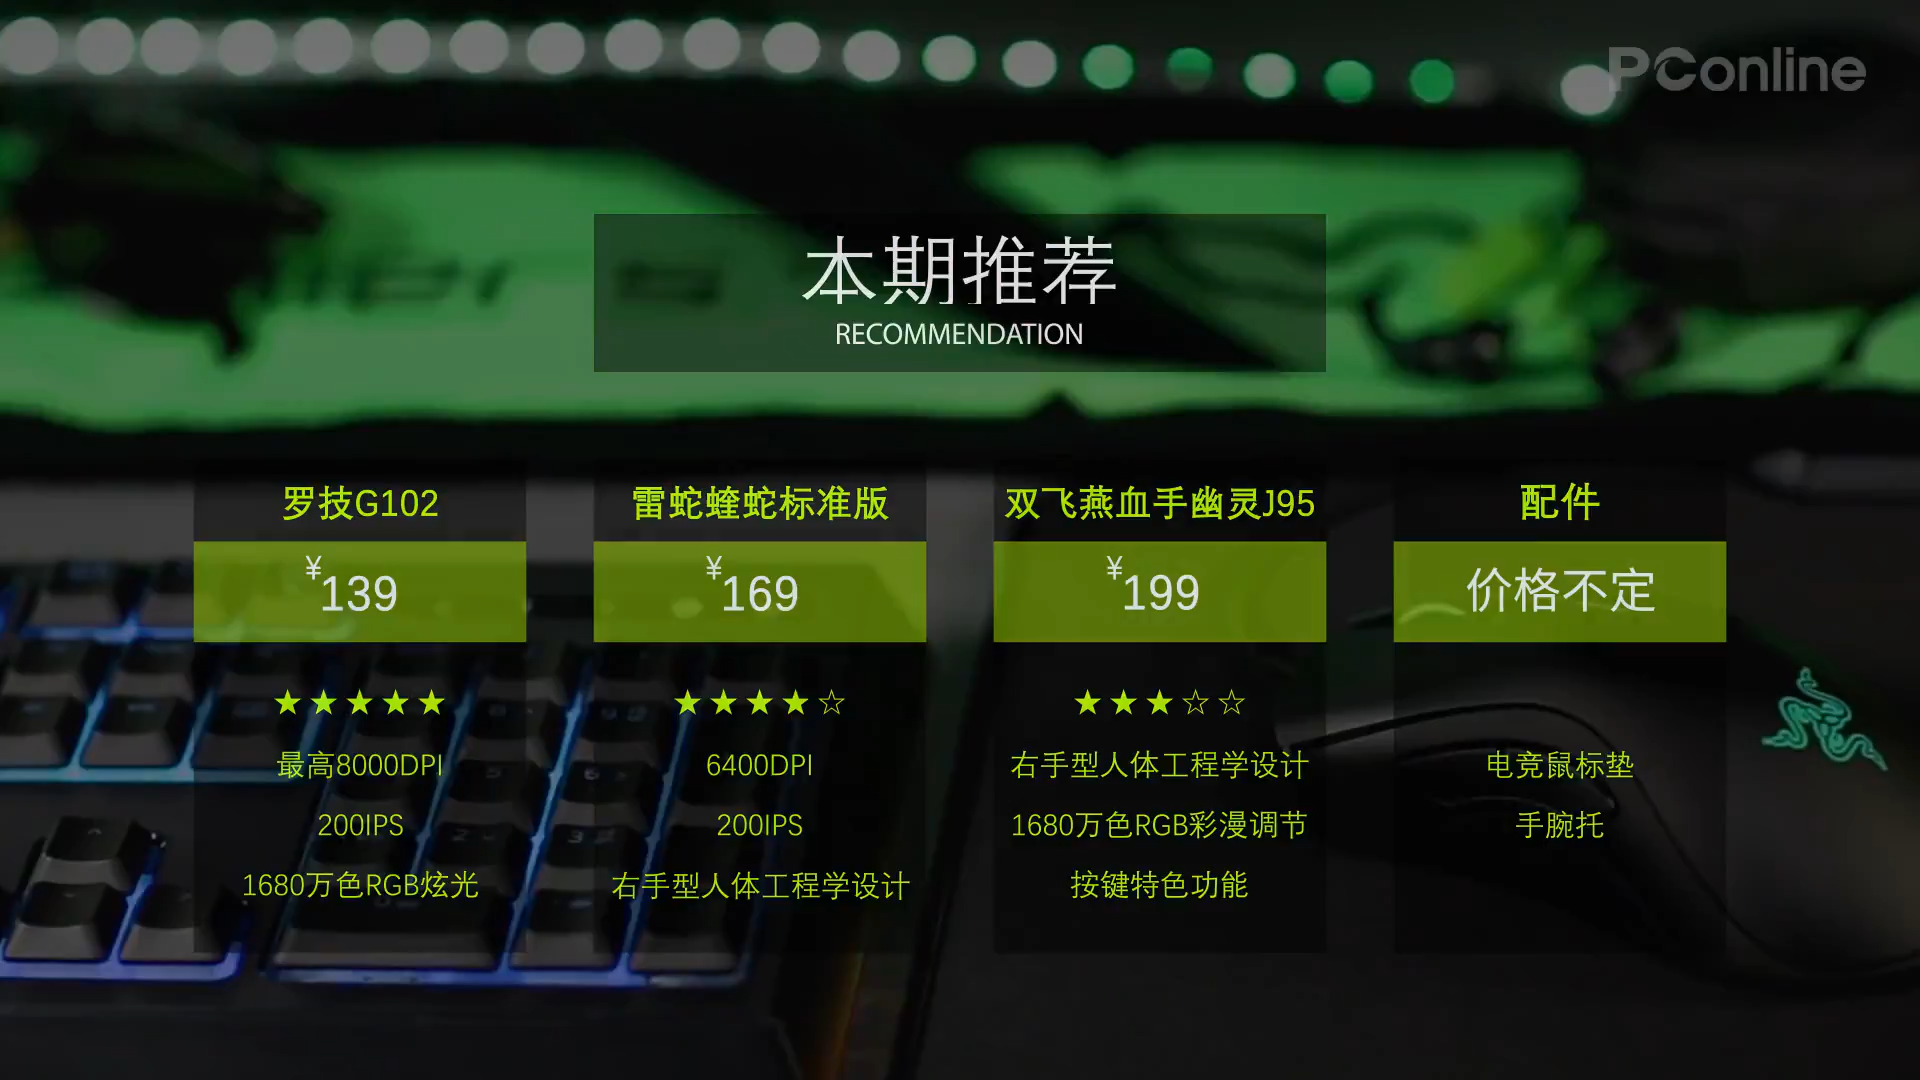 PConline
本期推荐
RECOMMENDATION
罗技G102
¥139
★★★★★
最高8000DPI
200IPS
1680万色RGB炫光
雷蛇蝰蛇标准版
¥169
★★★★☆
6400DPI
200IPS
右手型人体工程学设计
双飞燕血手幽灵J95
¥199
★★★☆☆
右手型人体工程学设计
1680万色RGB彩漫调节
按键特色功能
配件
价格不定
电竞鼠标垫
手腕托